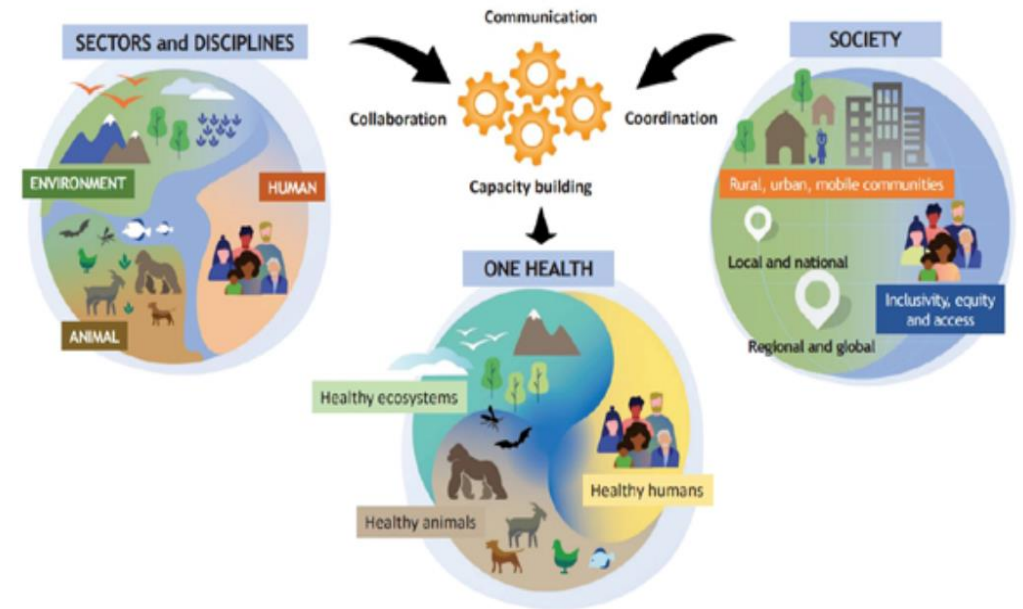 Communication
SECTORS and DISCIPLINES
SOCIETY
Collaboration
Coordination
ENVIRONMENT
HUMAN
Capacity building
Rural, urban, mobile communities
Local and national
ONE HEALTH
Inclusivity, equity
and access
ANIMAL
Regional and global
Healthy ecosystems
Healthy humans
Healthy animals